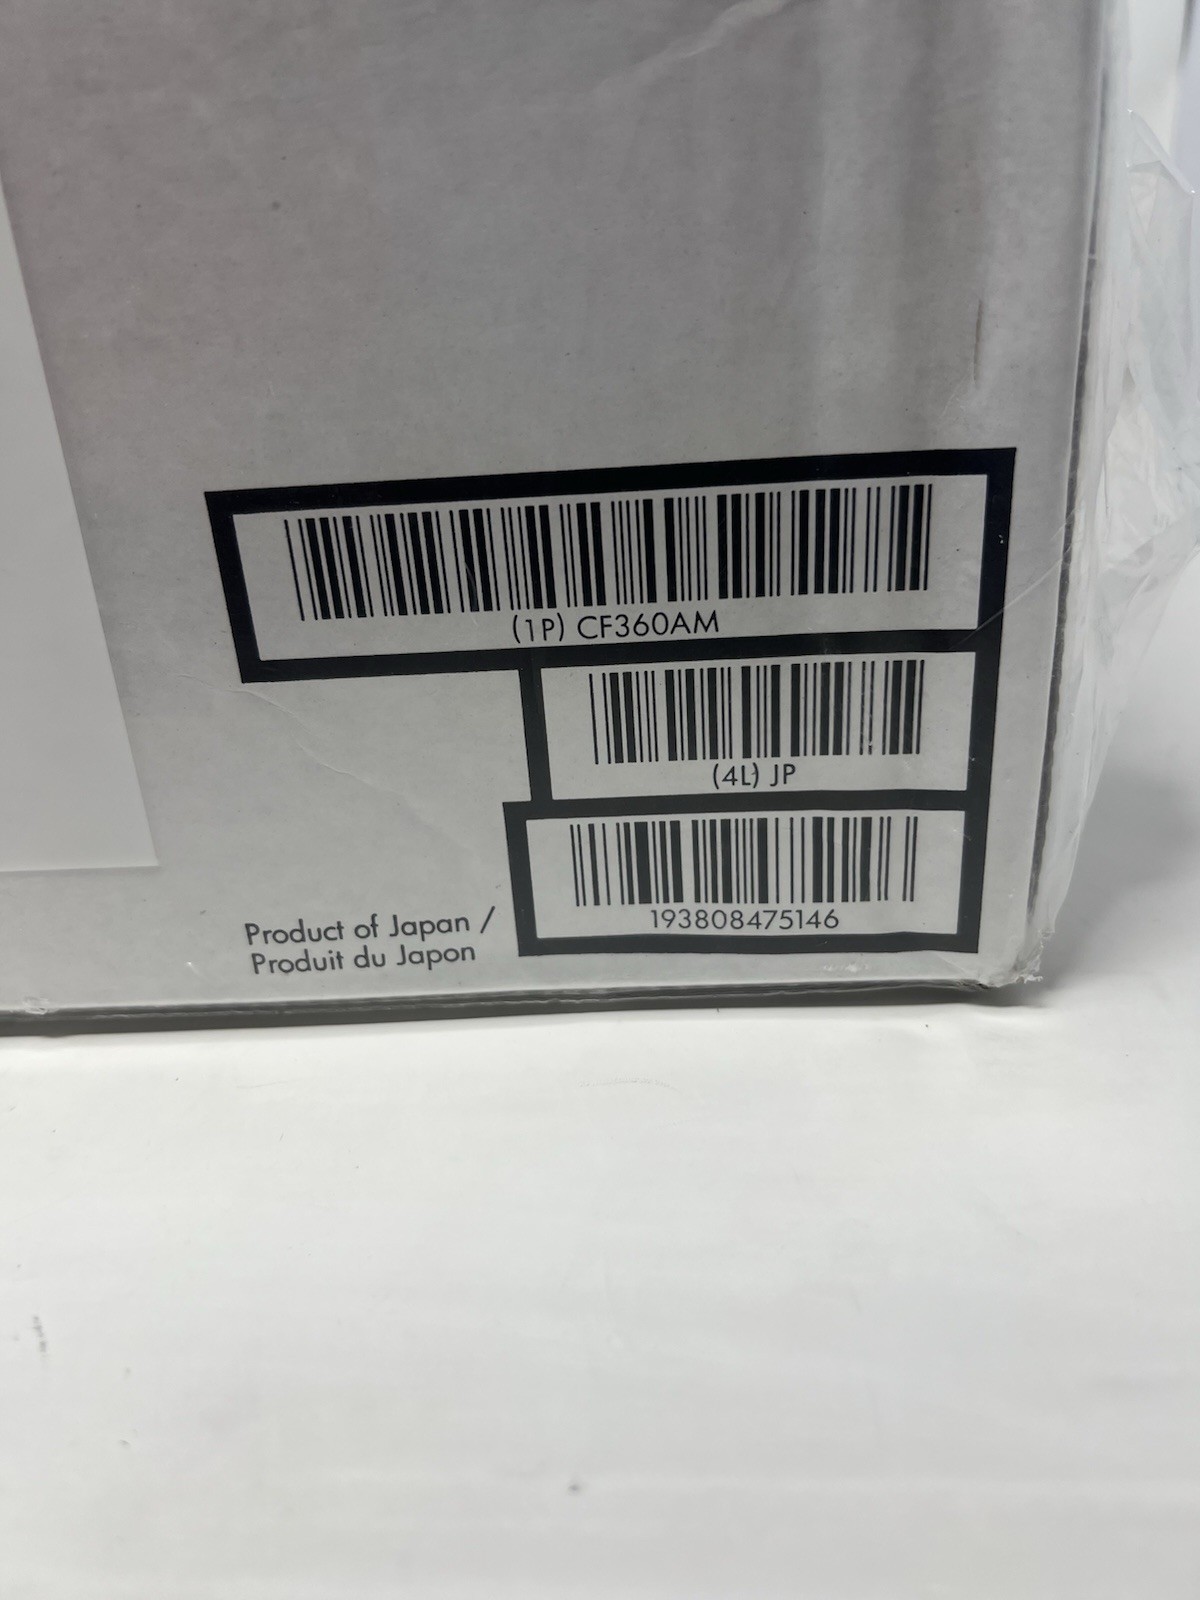 (1P) CF360AM
(4L) JP
193808475146
Product of Japan /
Produit du Japon